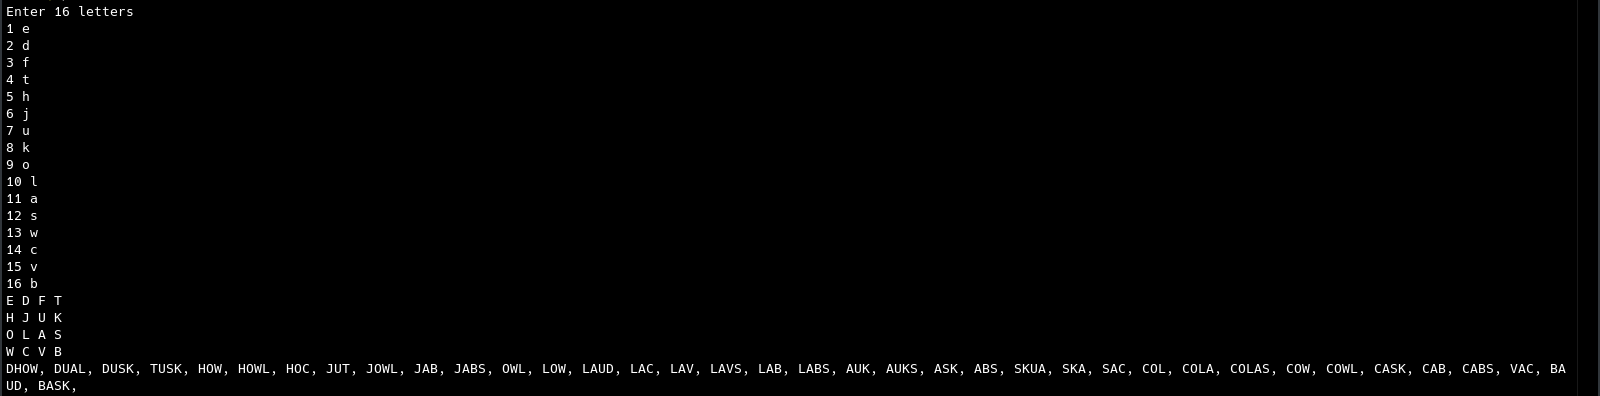 Enter 16 letters
1 e
2 d
3 f
4 t
5 h
6 j
7 u
8 k
9 o
10 l
11 a
12 s
13 w
14 c
15 v
16 b
E D F T
H J U K
O L A S
W C V B
DHOW, DUAL, DUSK, TUSK, HOW, HOWL, HOC, JUT, JOWL, JAB, JABS, OWL, LOW, LAUD, LAC, LAV, LAVS, LAB, LABS, AUK, AUKS, ASK, ABS, SKUA, SKA, SAC, COL, COLA, COLAS, COW, COWL, CASK, CAB, CABS, VAC, BA
UD, BASK,